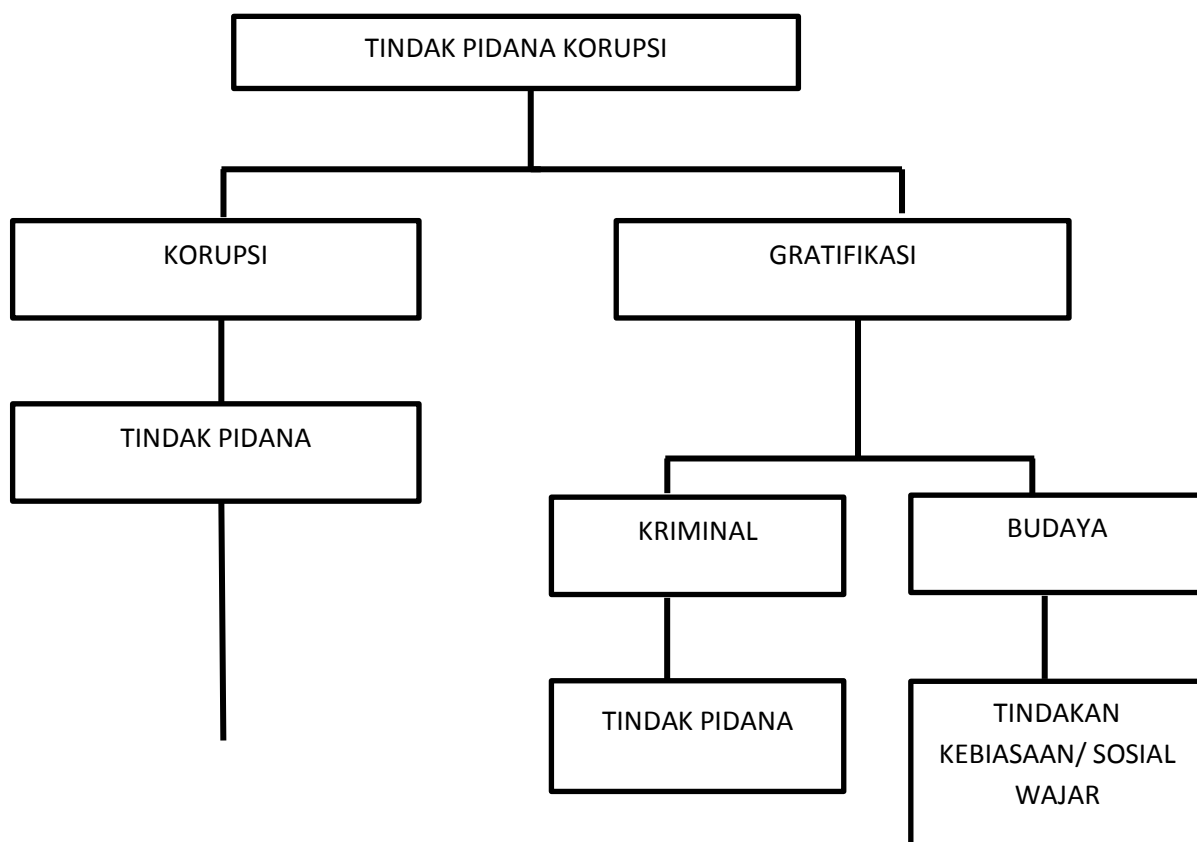 TINDAK PIDANA KORUPSI
KORUPSI
GRATIFIKASI
TINDAK PIDANA
KRIMINAL
BUDAYA
TINDAK PIDANA
TINDAKAN
KEBIASAAN/ SOSIAL
WAJAR